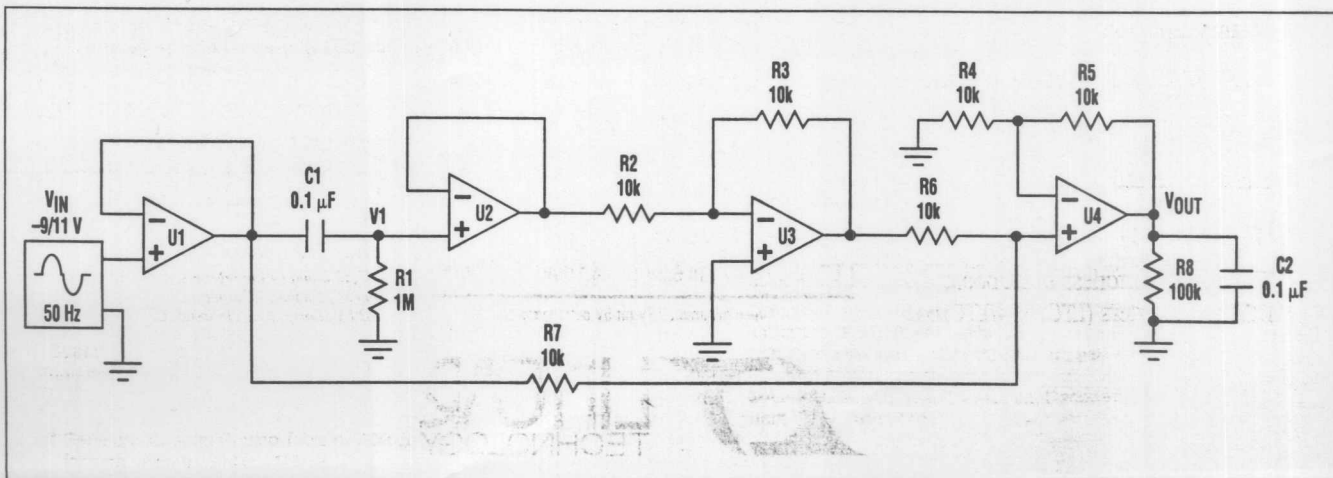 VIN
–9/11 V
50 Hz
–
+
U1
C1
0.1 µF
V1
R1
1M
–
+
U2
R2
10k
R3
10k
–
+
U3
R4
10k
R5
10k
R6
10k
–
+
U4
VOUT
R8
100k
C2
0.1 µF
R7
10k
TECHNOLOGY